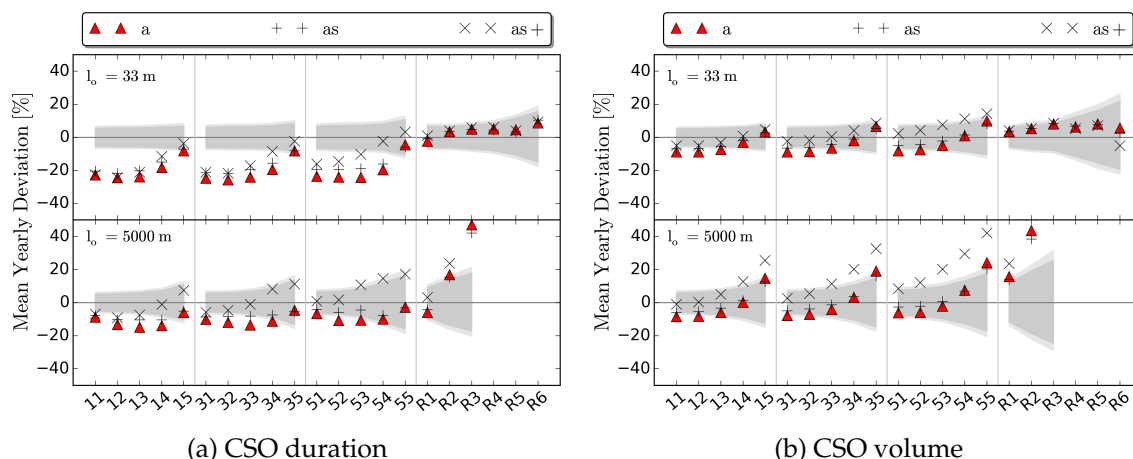 a as as +
Mean Yearly Deviation [%]
40
20
0
−20
−40
l_o = 33 m
40
20
0
−20
−40
l_o = 5000 m
11 12 13 14 15 31 32 33 34 35 51 52 53 54 55 R1 R2 R3 R4 R5 R6
(a) CSO duration
a as as +
Mean Yearly Deviation [%]
40
20
0
−20
−40
l_o = 33 m
40
20
0
−20
−40
l_o = 5000 m
11 12 13 14 15 31 32 33 34 35 51 52 53 54 55 R1 R2 R3 R4 R5 R6
(b) CSO volume